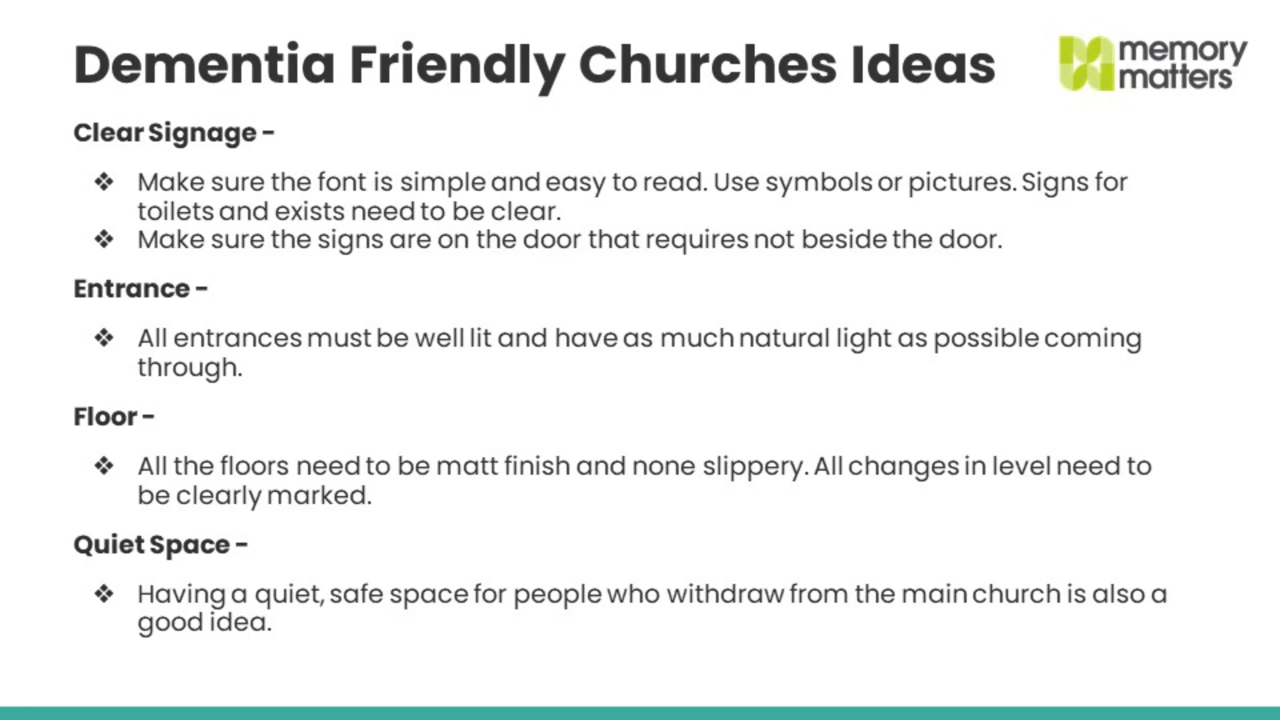 Dementia Friendly Churches Ideas
memory
matters
Clear Signage -
❖ Make sure the font is simple and easy to read. Use symbols or pictures. Signs for
toilets and exists need to be clear.
❖ Make sure the signs are on the door that requires not beside the door.
Entrance -
❖ All entrances must be well lit and have as much natural light as possible coming
through.
Floor -
❖ All the floors need to be matt finish and none slippery. All changes in level need to
be clearly marked.
Quiet Space -
❖ Having a quiet, safe space for people who withdraw from the main church is also a
good idea.